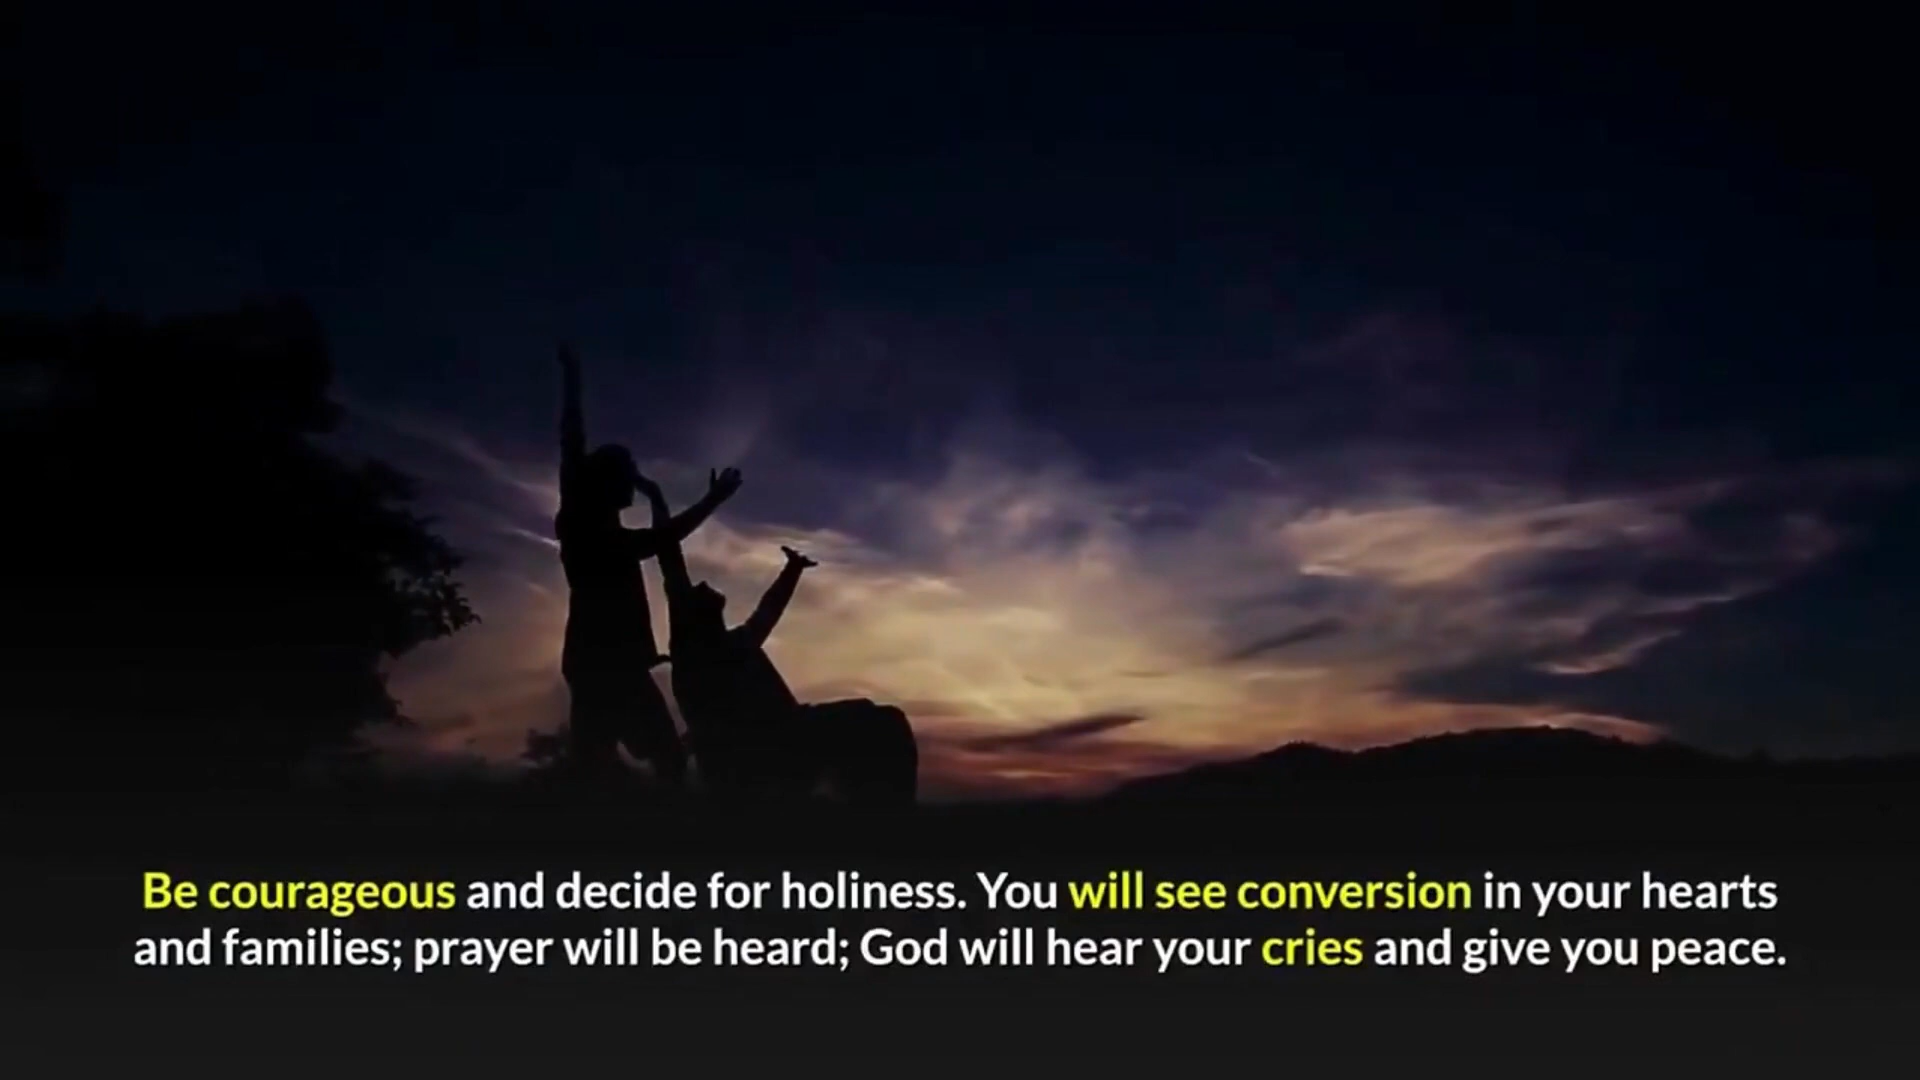 Be courageous and decide for holiness. You will see conversion in your hearts
and families; prayer will be heard; God will hear your cries and give you peace.